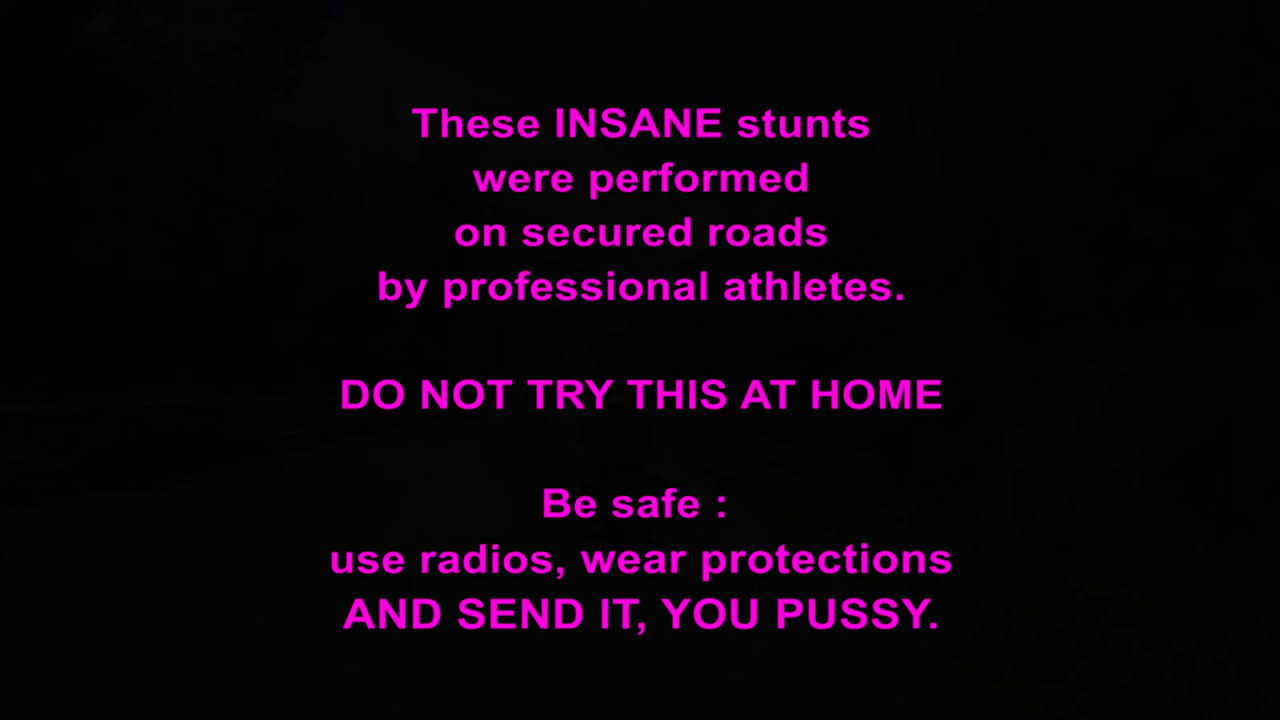 These INSANE stunts
were performed
on secured roads
by professional athletes.
DO NOT TRY THIS AT HOME
Be safe :
use radios, wear protections
AND SEND IT, YOU PUSSY.